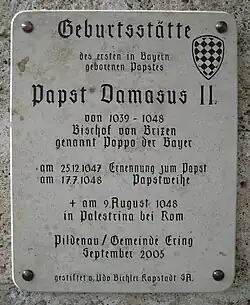 Geburtsstätte
des ersten in Bayern
geborenen Papstes
Papst Damasus II.
von 1039 - 1048
Bischof von Brixen
genannt Poppo der Bayer
am 25.12.1047 Ernennung zum Papst
am 17.7.1048 Papstweihe
+ am 9. August 1048
in Palestrina bei Rom
Pildenau / Gemeinde Ering
September 2005
gestiftet v. Udo Bichler Kapstadt SA.